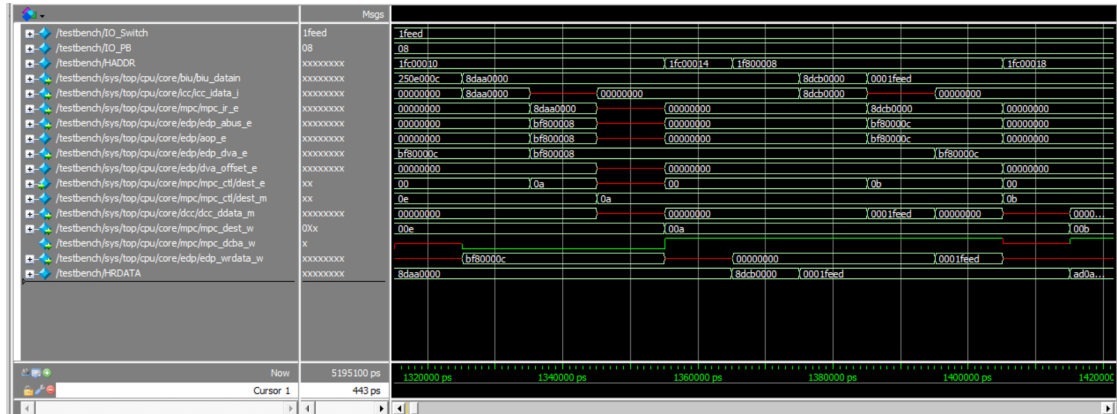 Msgs
/testbench/IO_Switch 1feed 1feed
/testbench/IO_PB 08 08
/testbench/HADDR xxxxxxxx 1fc00010 1fc00014 1f800008 1fc00018
/testbench/sys/top/cpu/core/biu/biu_datain xxxxxxxx 250e000c 8daa0000 8dcb0000 0001feed
/testbench/sys/top/cpu/core/icc/icc_idata_i xxxxxxxx 00000000 8daa0000 00000000 8dcb0000 00000000
/testbench/sys/top/cpu/core/mpc/mpc_ir_e xxxxxxxx 00000000 8daa0000 00000000 8dcb0000 00000000
/testbench/sys/top/cpu/core/edp/edp_abus_e xxxxxxxx 00000000 bf800008 00000000 bf80000c 00000000
/testbench/sys/top/cpu/core/edp/aop_e xxxxxxxx 00000000 bf800008 00000000 bf80000c 00000000
/testbench/sys/top/cpu/core/edp/edp_dva_e xxxxxxxx bf80000c bf800008 bf80000c
/testbench/sys/top/cpu/core/edp/dva_offset_e xxxxxxxx 00000000 00000000 00000000
/testbench/sys/top/cpu/core/mpc/mpc_ctl/dest_e xx 00 0a 00 0b 00
/testbench/sys/top/cpu/core/mpc/mpc_ctl/dest_m xx 0e 0a 0b
/testbench/sys/top/cpu/core/dcc/dcc_ddata_m xxxxxxxx 00000000 00000000 0001feed 00000000 0000...
/testbench/sys/top/cpu/core/mpc/mpc_dest_w 0Xx 00e 00a 00b
/testbench/sys/top/cpu/core/mpc/mpc_dcba_w x
/testbench/sys/top/cpu/core/edp/edp_wrdata_w xxxxxxxx bf80000c 00000000 0001feed
/testbench/HRDATA xxxxxxxx 8daa0000 8dcb0000 0001feed ad0a...
Now 5195100 ps 1320000 ps 1340000 ps 1360000 ps 1380000 ps 1400000 ps
Cursor 1 443 ps